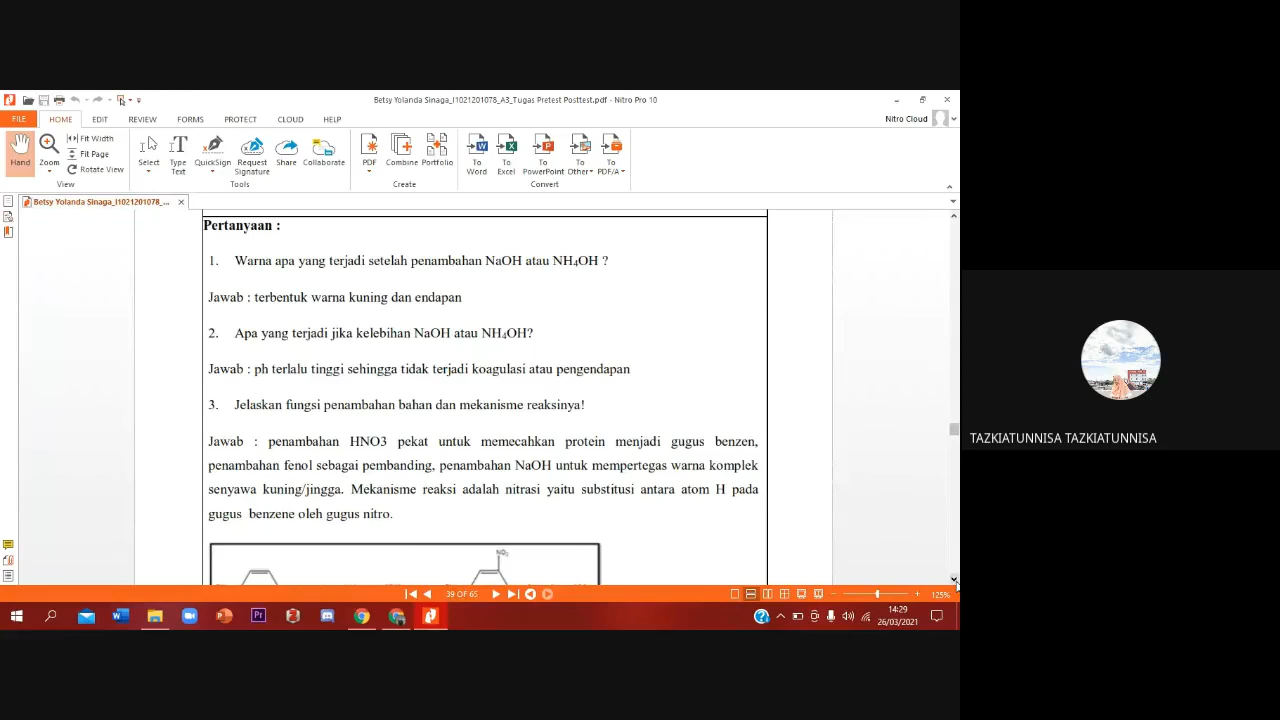 Betsy Yolanda Sinaga_I1021201078_A3_Tugas Pretest Posttest.pdf - Nitro Pro 10
FILE HOME EDIT REVIEW FORMS PROTECT CLOUD HELP
Nitro Cloud
Hand
Zoom
Fit Width
Fit Page
Rotate View
View
Select
Type Text
QuickSign
Request Signature
Share
Collaborate
Tools
PDF
Combine
Portfolio
Create
To Word
To Excel
To PowerPoint
To Other
To PDF/A
Convert
Betsy Yolanda Sinaga_I1021201078_...
Pertanyaan :
1. Warna apa yang terjadi setelah penambahan NaOH atau NH₄OH ?
Jawab : terbentuk warna kuning dan endapan
2. Apa yang terjadi jika kelebihan NaOH atau NH₄OH?
Jawab : ph terlalu tinggi sehingga tidak terjadi koagulasi atau pengendapan
3. Jelaskan fungsi penambahan bahan dan mekanisme reaksinya!
Jawab : penambahan HNO3 pekat untuk memecahkan protein menjadi gugus benzen,
penambahan fenol sebagai pembanding, penambahan NaOH untuk mempertegas warna komplek
senyawa kuning/jingga. Mekanisme reaksi adalah nitrasi yaitu substitusi antara atom H pada
gugus benzene oleh gugus nitro.
NO₂
TAZKIATUNNISA TAZKIATUNNISA
39 OF 65
125%
14:29
26/03/2021